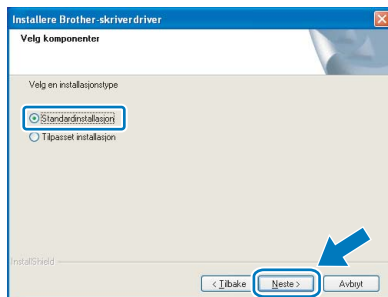 Installere Brother-skriverdriver
Velg komponenter
Velg en installasjonstype
Standardinstallasjon
Tilpasset installasjon
InstallShield
< Tilbake Neste > Avbryt